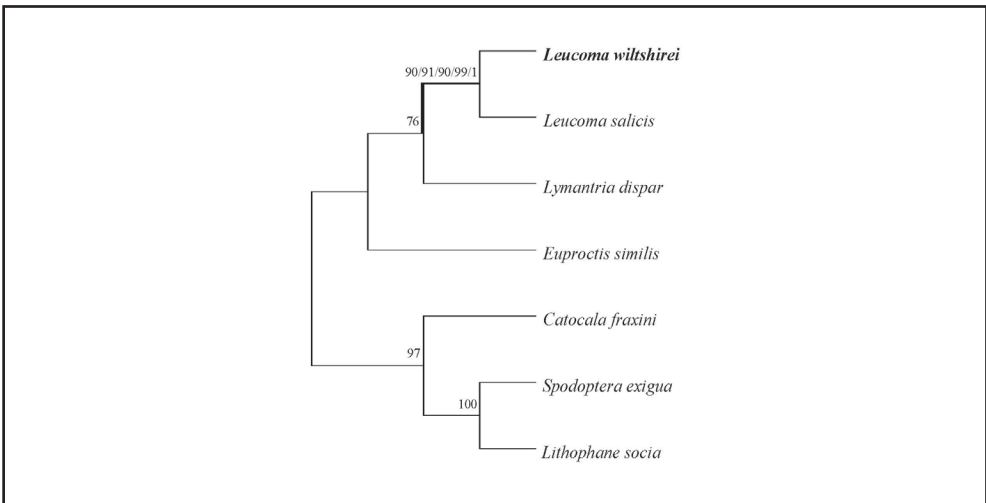 Leucoma wiltshirei
90/91/90/99/1
Leucoma salicis
76
Lymantria dispar
Euproctis similis
Catocala fraxini
97
Spodoptera exigua
100
Lithophane socia